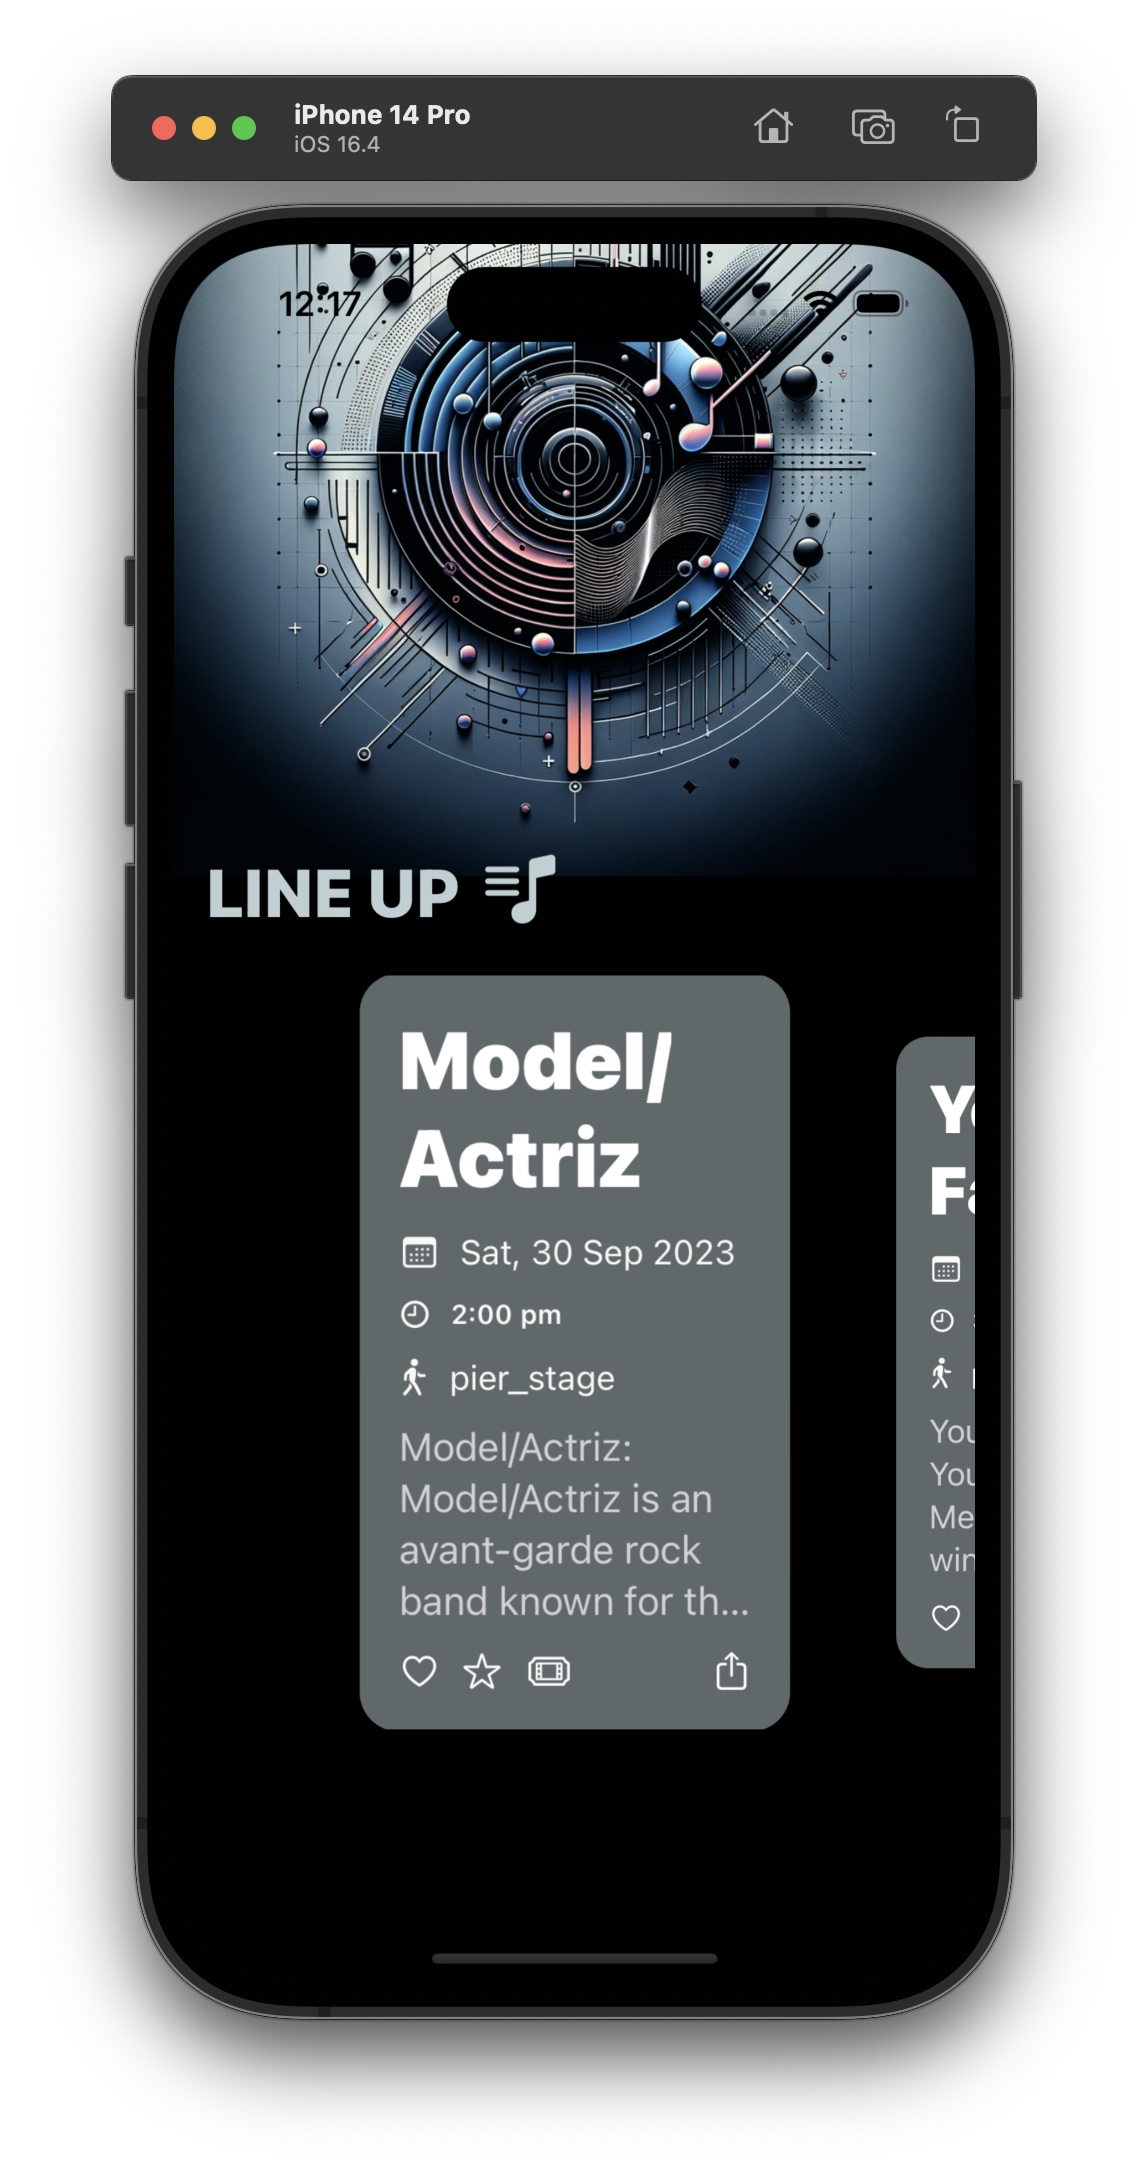 iPhone 14 Pro
iOS 16.4
12:17
LINE UP
Model/
Actriz
Sat, 30 Sep 2023
2:00 pm
pier_stage
Model/Actriz:
Model/Actriz is an
avant-garde rock
band known for th...
You
You
Me
win